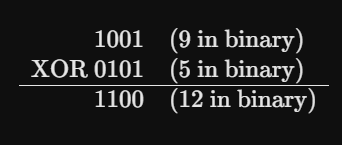 1001 (9 in binary)
XOR 0101 (5 in binary)
1100 (12 in binary)